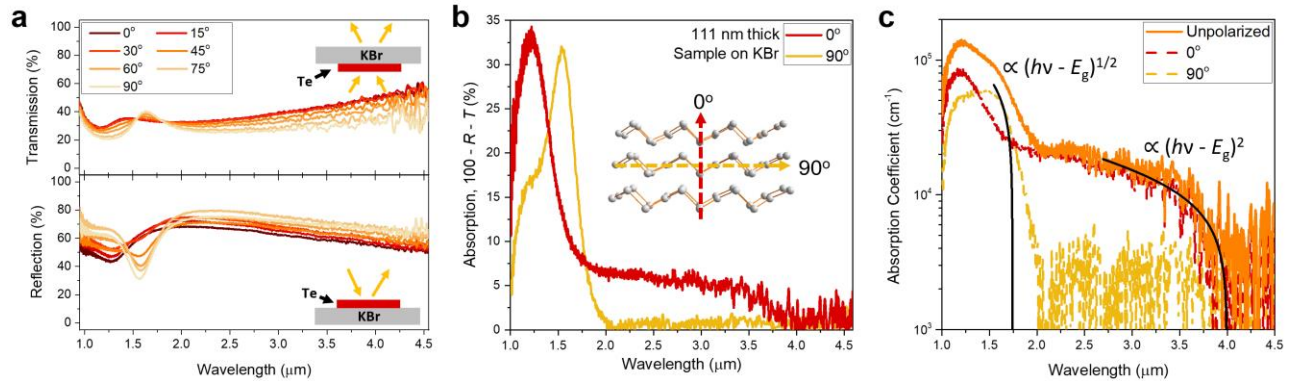 a
0° 15°
30° 45°
60° 75°
90°
KBr
Te
Transmission (%)
100
80
60
40
20
0
Te
KBr
Reflection (%)
80
60
40
20
0
1.0 1.5 2.0 2.5 3.0 3.5 4.0 4.5
Wavelength (μm)
b
111 nm thick 0°
Sample on KBr 90°
0°
90°
Absorption, 100 - R - T (%)
35
30
25
20
15
10
5
0
1.0 1.5 2.0 2.5 3.0 3.5 4.0 4.5
Wavelength (μm)
c
Unpolarized
0°
90°
∝ (hν - Eg)1/2
∝ (hν - Eg)2
Absorption Coefficient (cm-1)
105
104
103
1.0 1.5 2.0 2.5 3.0 3.5 4.0 4.5
Wavelength (μm)